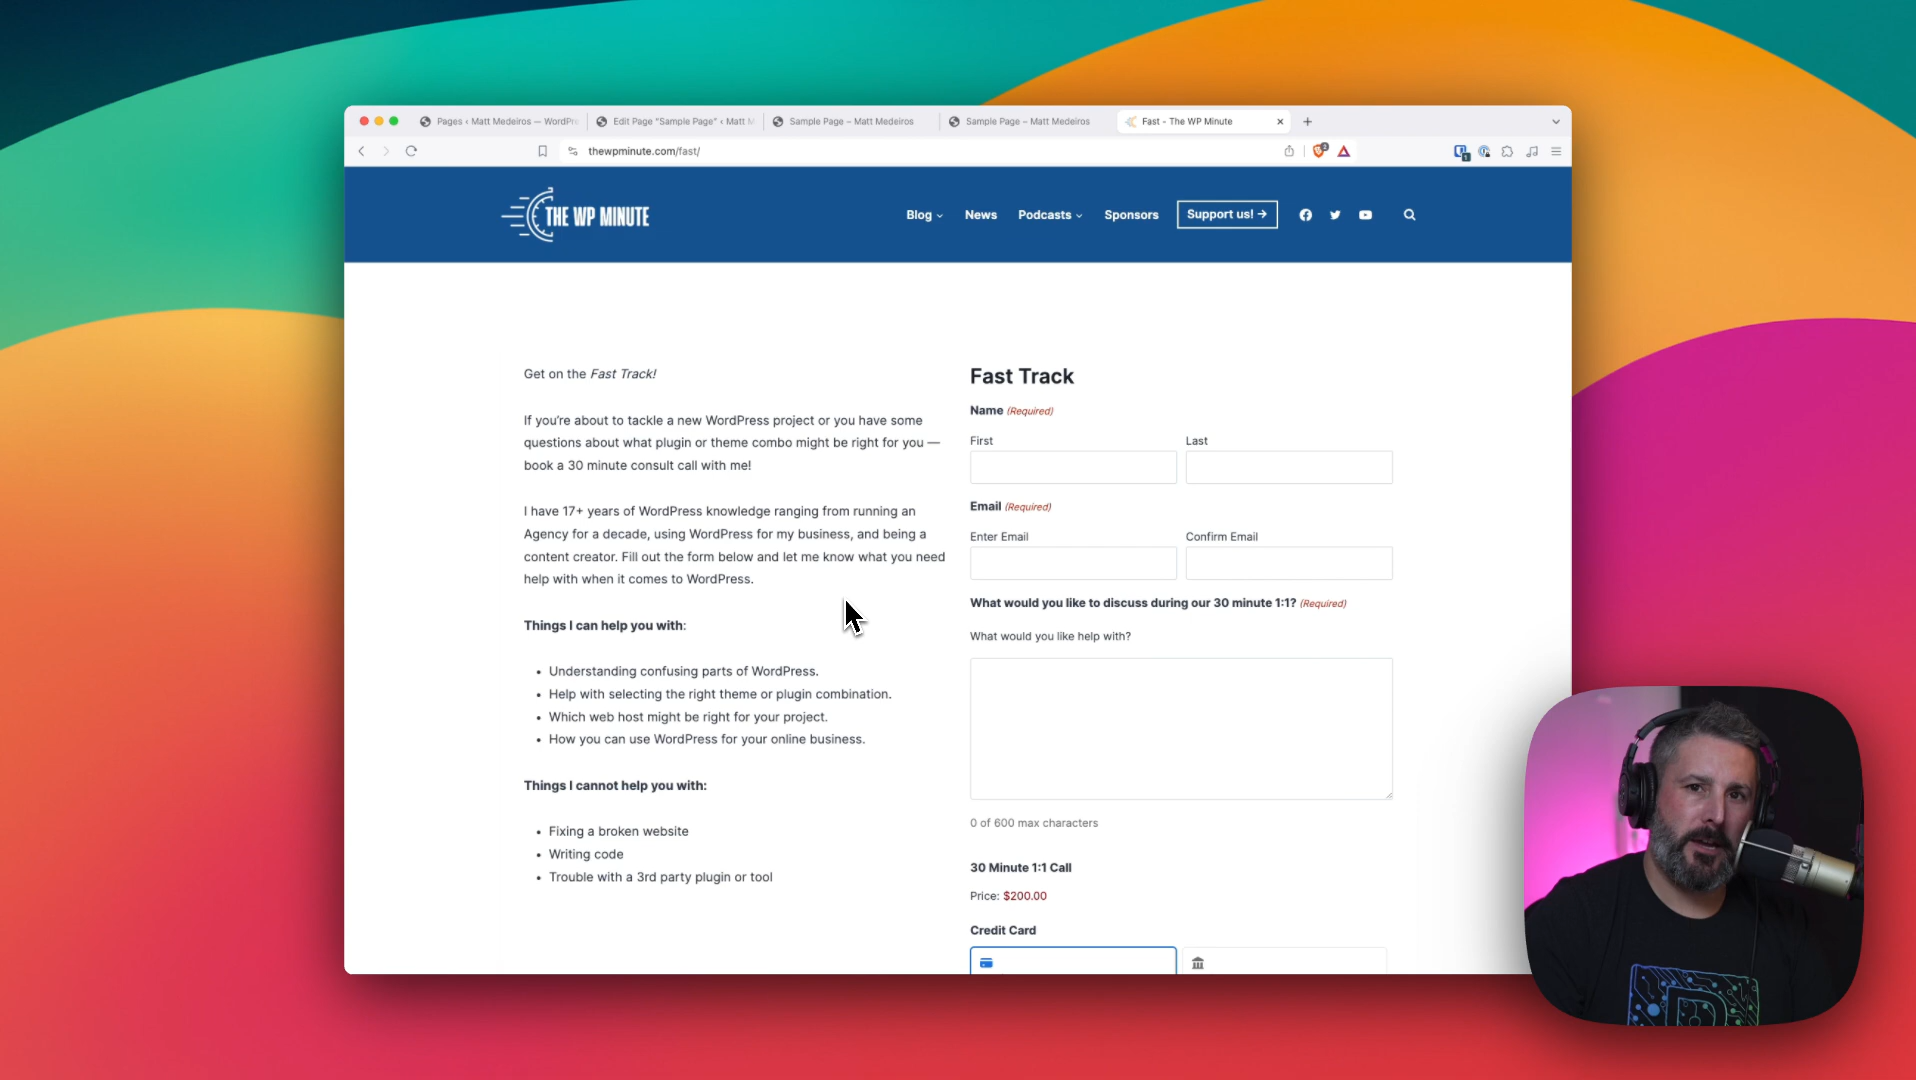 Pages ‹ Matt Medeiros — WordPre
Edit Page "Sample Page" ‹ Matt M
Sample Page – Matt Medeiros
Sample Page – Matt Medeiros
Fast - The WP Minute
thewpminute.com/fast/
THE WP MINUTE
Blog
News
Podcasts
Sponsors
Support us! →
Get on the Fast Track!
If you're about to tackle a new WordPress project or you have some
questions about what plugin or theme combo might be right for you —
book a 30 minute consult call with me!
I have 17+ years of WordPress knowledge ranging from running an
Agency for a decade, using WordPress for my business, and being a
content creator. Fill out the form below and let me know what you need
help with when it comes to WordPress.
Things I can help you with:
• Understanding confusing parts of WordPress.
• Help with selecting the right theme or plugin combination.
• Which web host might be right for your project.
• How you can use WordPress for your online business.
Things I cannot help you with:
• Fixing a broken website
• Writing code
• Trouble with a 3rd party plugin or tool
Fast Track
Name (Required)
First
Last
Email (Required)
Enter Email
Confirm Email
What would you like to discuss during our 30 minute 1:1? (Required)
What would you like help with?
0 of 600 max characters
30 Minute 1:1 Call
Price: $200.00
Credit Card